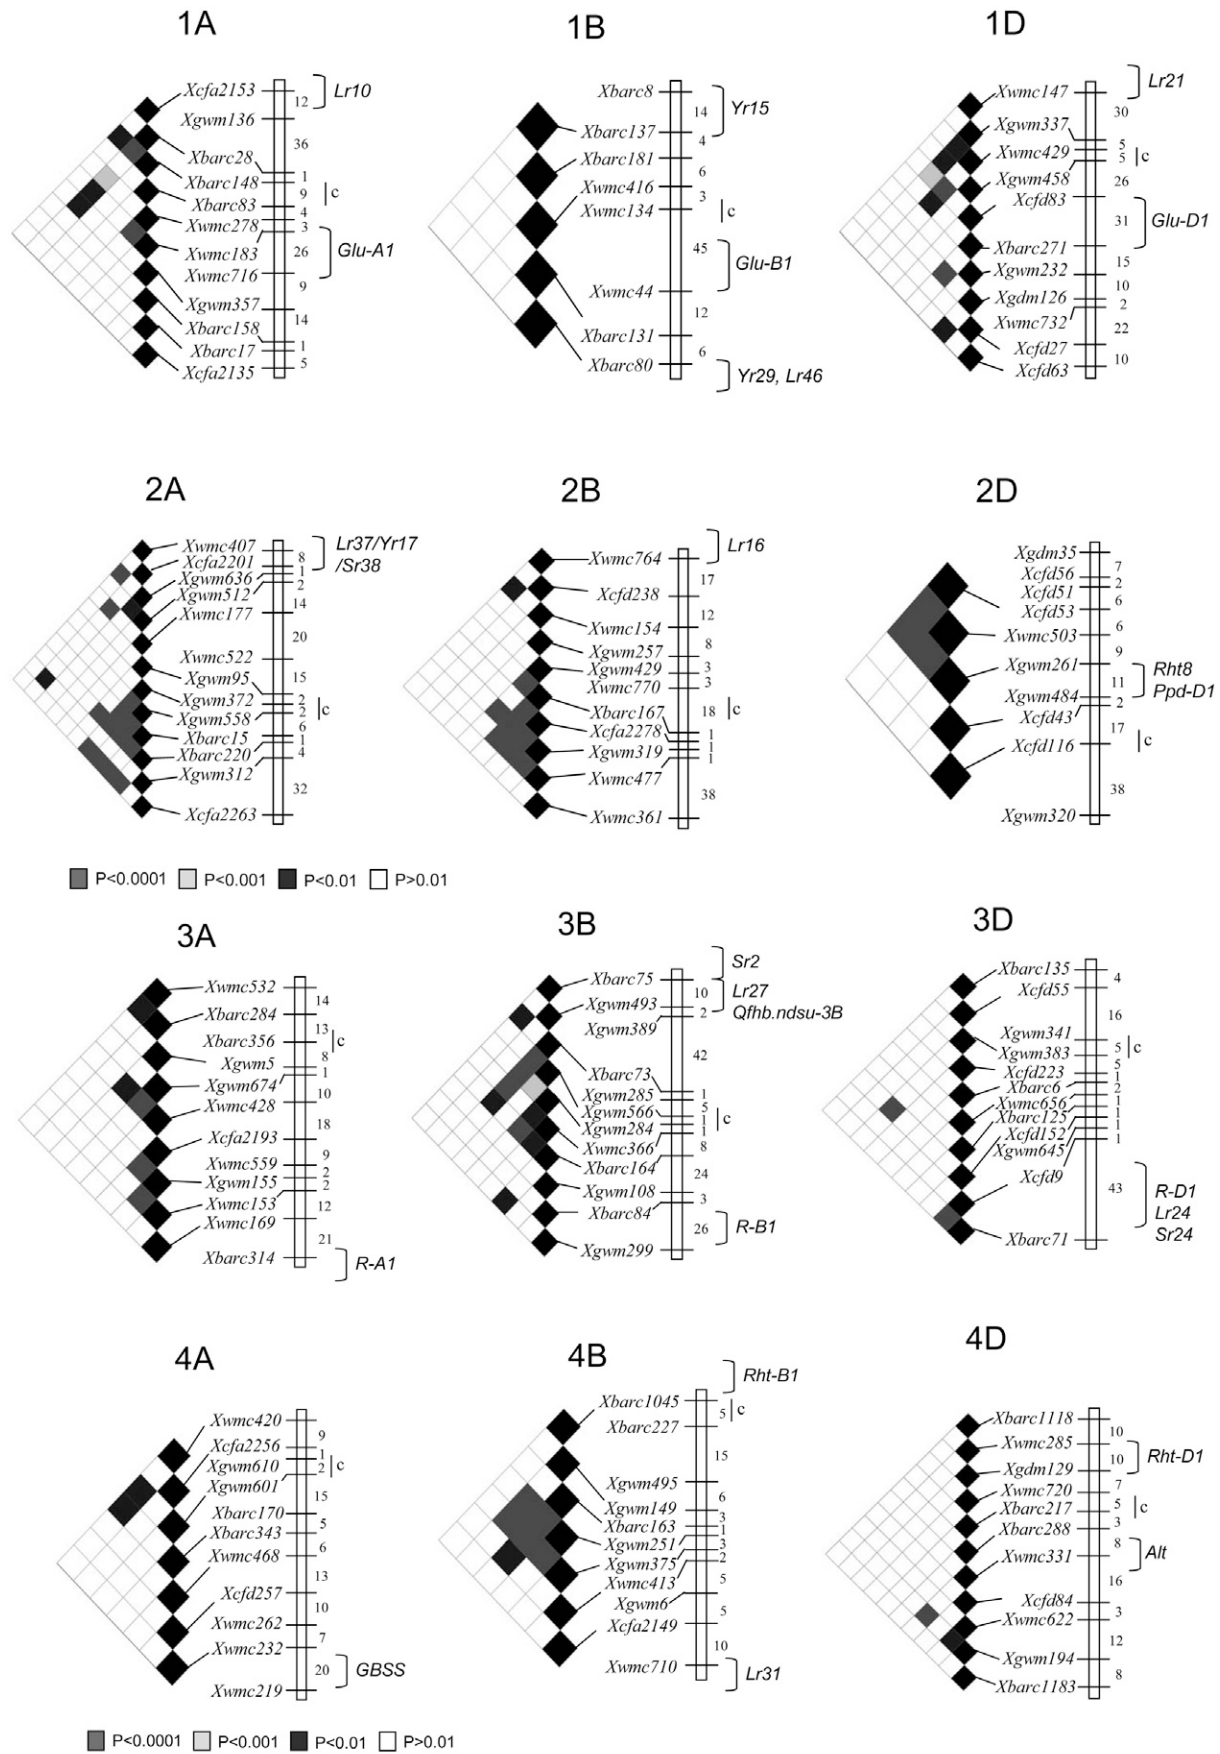 1A
Xcfa2153
Xgwm136
Xbarc28
Xbarc148
Xbarc83
Xwmc278
Xwmc183
Xwmc716
Xgwm357
Xbarc158
Xbarc17
Xcfa2135
12
36
1
9
4
3
26
9
14
1
5
c
Lr10
Glu-A1
1B
Xbarc8
Xbarc137
Xbarc181
Xwmc416
Xwmc134
Xwmc44
Xbarc131
Xbarc80
14
4
6
3
45
12
6
c
Yr15
Glu-B1
Yr29, Lr46
1D
Xwmc147
Xgwm337
Xwmc429
Xgwm458
Xcfd83
Xbarc271
Xgwm232
Xgdm126
Xwmc732
Xcfd27
Xcfd63
30
5
5
26
31
15
10
2
22
10
c
Lr21
Glu-D1
2A
Xwmc407
Xcfa2201
Xgwm636
Xgwm512
Xwmc177
Xwmc522
Xgwm95
Xgwm372
Xgwm558
Xbarc15
Xbarc220
Xgwm312
Xcfa2263
8
1
2
14
20
15
2
2
6
1
4
32
c
Lr37/Yr17
/Sr38
2B
Xwmc764
Xcfd238
Xwmc154
Xgwm257
Xgwm429
Xwmc770
Xbarc167
Xcfa2278
Xgwm319
Xwmc477
Xwmc361
17
12
8
3
3
18
1
1
1
38
c
Lr16
2D
Xgdm35
Xcfd56
Xcfd51
Xcfd53
Xwmc503
Xgwm261
Xgwm484
Xcfd43
Xcfd116
Xgwm320
7
2
6
6
9
11
2
17
38
c
Rht8
Ppd-D1
P<0.0001 P<0.001 P<0.01 P>0.01
3A
Xwmc532
Xbarc284
Xbarc356
Xgwm5
Xgwm674
Xwmc428
Xcfa2193
Xwmc559
Xgwm155
Xwmc153
Xwmc169
Xbarc314
14
13
8
1
10
18
9
2
2
12
21
c
R-A1
3B
Xbarc75
Xgwm493
Xgwm389
Xbarc73
Xgwm285
Xgwm566
Xgwm284
Xwmc366
Xbarc164
Xgwm108
Xbarc84
Xgwm299
10
2
42
1
5
1
1
8
24
3
26
c
Sr2
Lr27
Qfhb.ndsu-3B
R-B1
3D
Xbarc135
Xcfd55
Xgwm341
Xgwm383
Xcfd223
Xbarc6
Xwmc656
Xbarc125
Xcfd152
Xgwm645
Xcfd9
Xbarc71
4
16
5
5
1
2
1
1
1
1
43
c
R-D1
Lr24
Sr24
4A
Xwmc420
Xcfa2256
Xgwm610
Xgwm601
Xbarc170
Xbarc343
Xwmc468
Xcfd257
Xwmc262
Xwmc232
Xwmc219
9
1
2
15
5
6
13
10
7
20
c
GBSS
4B
Xbarc1045
Xbarc227
Xgwm495
Xgwm149
Xbarc163
Xgwm251
Xgwm375
Xwmc413
Xgwm6
Xcfa2149
Xwmc710
5
15
6
3
1
3
2
5
5
10
c
Rht-B1
Lr31
4D
Xbarc1118
Xwmc285
Xgdm129
Xwmc720
Xbarc217
Xbarc288
Xwmc331
Xcfd84
Xwmc622
Xgwm194
Xbarc1183
10
10
7
5
3
8
16
3
12
8
c
Rht-D1
Alt
P<0.0001 P<0.001 P<0.01 P>0.01